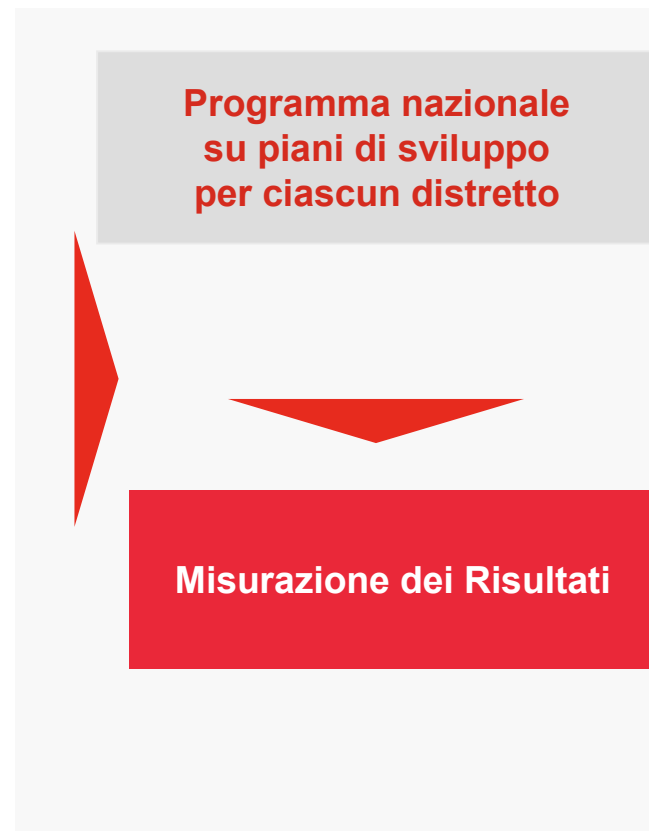 Programma nazionale
su piani di sviluppo
per ciascun distretto
Misurazione dei Risultati